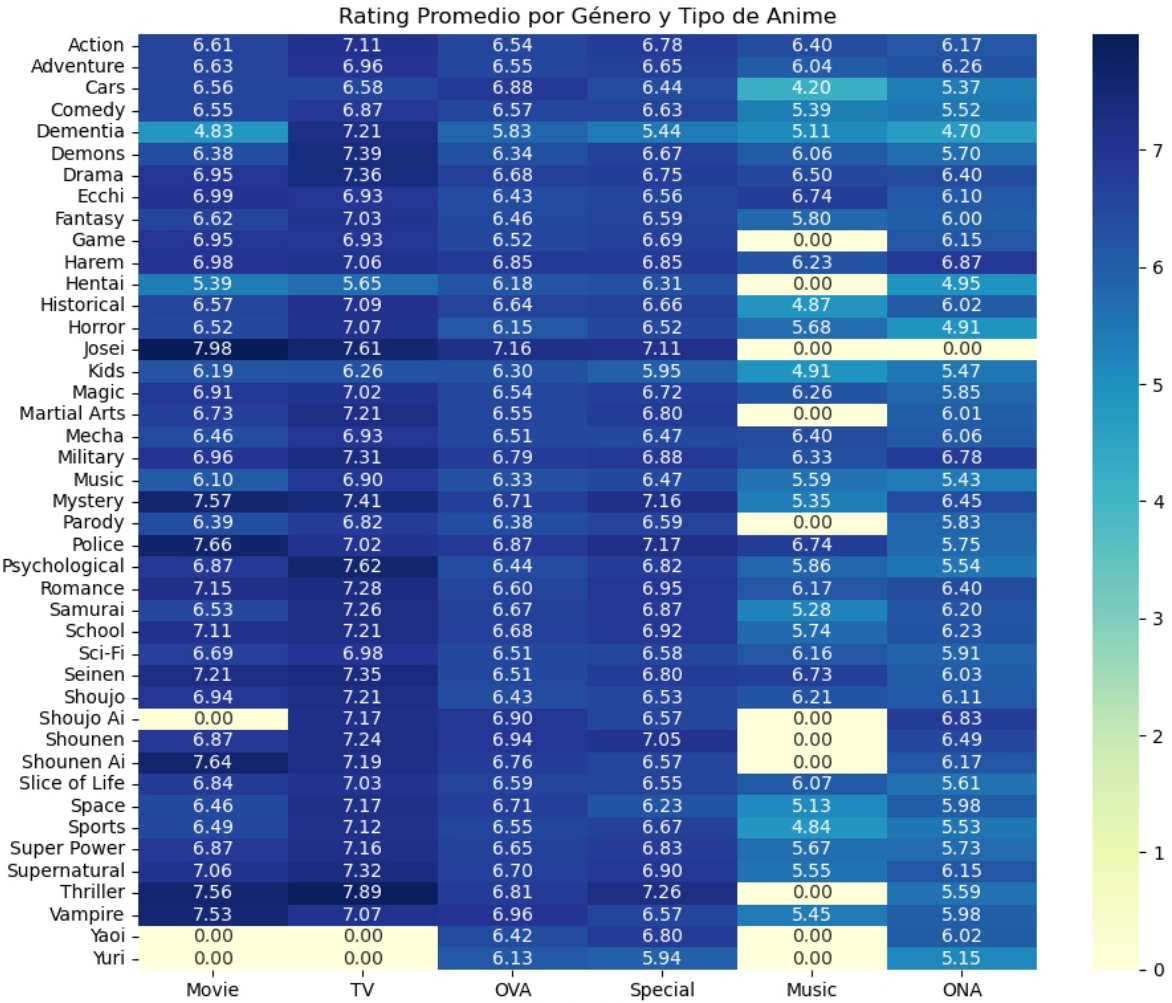 Rating Promedio por Género y Tipo de Anime
Action 6.61 7.11 6.54 6.78 6.40 6.17
Adventure 6.63 6.96 6.55 6.65 6.04 6.26
Cars 6.56 6.58 6.88 6.44 4.20 5.37
Comedy 6.55 6.87 6.57 6.63 5.39 5.52
Dementia 4.83 7.21 5.83 5.44 5.11 4.70
Demons 6.38 7.39 6.34 6.67 6.06 5.70
Drama 6.95 7.36 6.68 6.75 6.50 6.40
Ecchi 6.99 6.93 6.43 6.56 6.74 6.10
Fantasy 6.62 7.03 6.46 6.59 5.80 6.00
Game 6.95 6.93 6.52 6.69 0.00 6.15
Harem 6.98 7.06 6.85 6.85 6.23 6.87
Hentai 5.39 5.65 6.18 6.31 0.00 4.95
Historical 6.57 7.09 6.64 6.66 4.87 6.02
Horror 6.52 7.07 6.15 6.52 5.68 4.91
Josei 7.98 7.61 7.16 7.11 0.00 0.00
Kids 6.19 6.26 6.30 5.95 4.91 5.47
Magic 6.91 7.02 6.54 6.72 6.26 5.85
Martial Arts 6.73 7.21 6.55 6.80 0.00 6.01
Mecha 6.46 6.93 6.51 6.47 6.40 6.06
Military 6.96 7.31 6.79 6.88 6.33 6.78
Music 6.10 6.90 6.33 6.47 5.59 5.43
Mystery 7.57 7.41 6.71 7.16 5.35 6.45
Parody 6.39 6.82 6.38 6.59 0.00 5.83
Police 7.66 7.02 6.87 7.17 6.74 5.75
Psychological 6.87 7.62 6.44 6.82 5.86 5.54
Romance 7.15 7.28 6.60 6.95 6.17 6.40
Samurai 6.53 7.26 6.67 6.87 5.28 6.20
School 7.11 7.21 6.68 6.92 5.74 6.23
Sci-Fi 6.69 6.98 6.51 6.58 6.16 5.91
Seinen 7.21 7.35 6.51 6.80 6.73 6.03
Shoujo 6.94 7.21 6.43 6.53 6.21 6.11
Shoujo Ai 0.00 7.17 6.90 6.57 0.00 6.83
Shounen 6.87 7.24 6.94 7.05 0.00 6.49
Shounen Ai 7.64 7.19 6.76 6.57 0.00 6.17
Slice of Life 6.84 7.03 6.59 6.55 6.07 5.61
Space 6.46 7.17 6.71 6.23 5.13 5.98
Sports 6.49 7.12 6.55 6.67 4.84 5.53
Super Power 6.87 7.16 6.65 6.83 5.67 5.73
Supernatural 7.06 7.32 6.70 6.90 5.55 6.15
Thriller 7.56 7.89 6.81 7.26 0.00 5.59
Vampire 7.53 7.07 6.96 6.57 5.45 5.98
Yaoi 0.00 0.00 6.42 6.80 0.00 6.02
Yuri 0.00 0.00 6.13 5.94 0.00 5.15
Movie TV OVA Special Music ONA
7
6
5
4
3
2
1
0